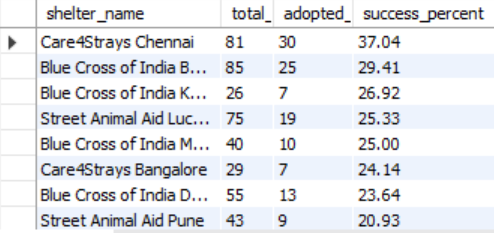 shelter_name total_ adopted_ success_percent
Care4Strays Chennai 81 30 37.04
Blue Cross of India B... 85 25 29.41
Blue Cross of India K... 26 7 26.92
Street Animal Aid Luc... 75 19 25.33
Blue Cross of India M... 40 10 25.00
Care4Strays Bangalore 29 7 24.14
Blue Cross of India D... 55 13 23.64
Street Animal Aid Pune 43 9 20.93